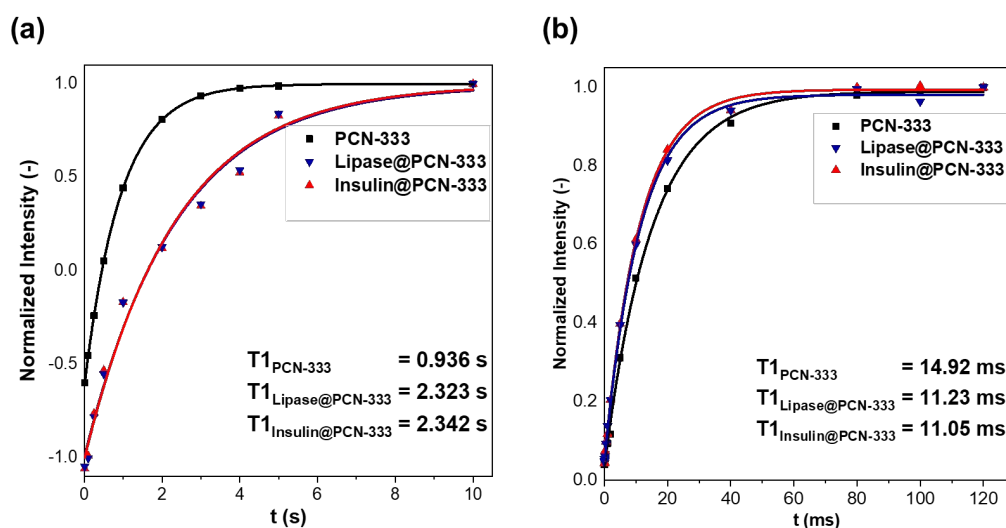 (a)
Normalized Intensity (-)
1.0
0.5
0.0
-0.5
-1.0
PCN-333
Lipase@PCN-333
Insulin@PCN-333
T1PCN-333 = 0.936 s
T1Lipase@PCN-333 = 2.323 s
T1Insulin@PCN-333 = 2.342 s
0 2 4 6 8 10
t (s)
(b)
Normalized Intensity (-)
1.0
0.8
0.6
0.4
0.2
0.0
PCN-333
Lipase@PCN-333
Insulin@PCN-333
T1PCN-333 = 14.92 ms
T1Lipase@PCN-333 = 11.23 ms
T1Insulin@PCN-333 = 11.05 ms
0 20 40 60 80 100 120
t (ms)